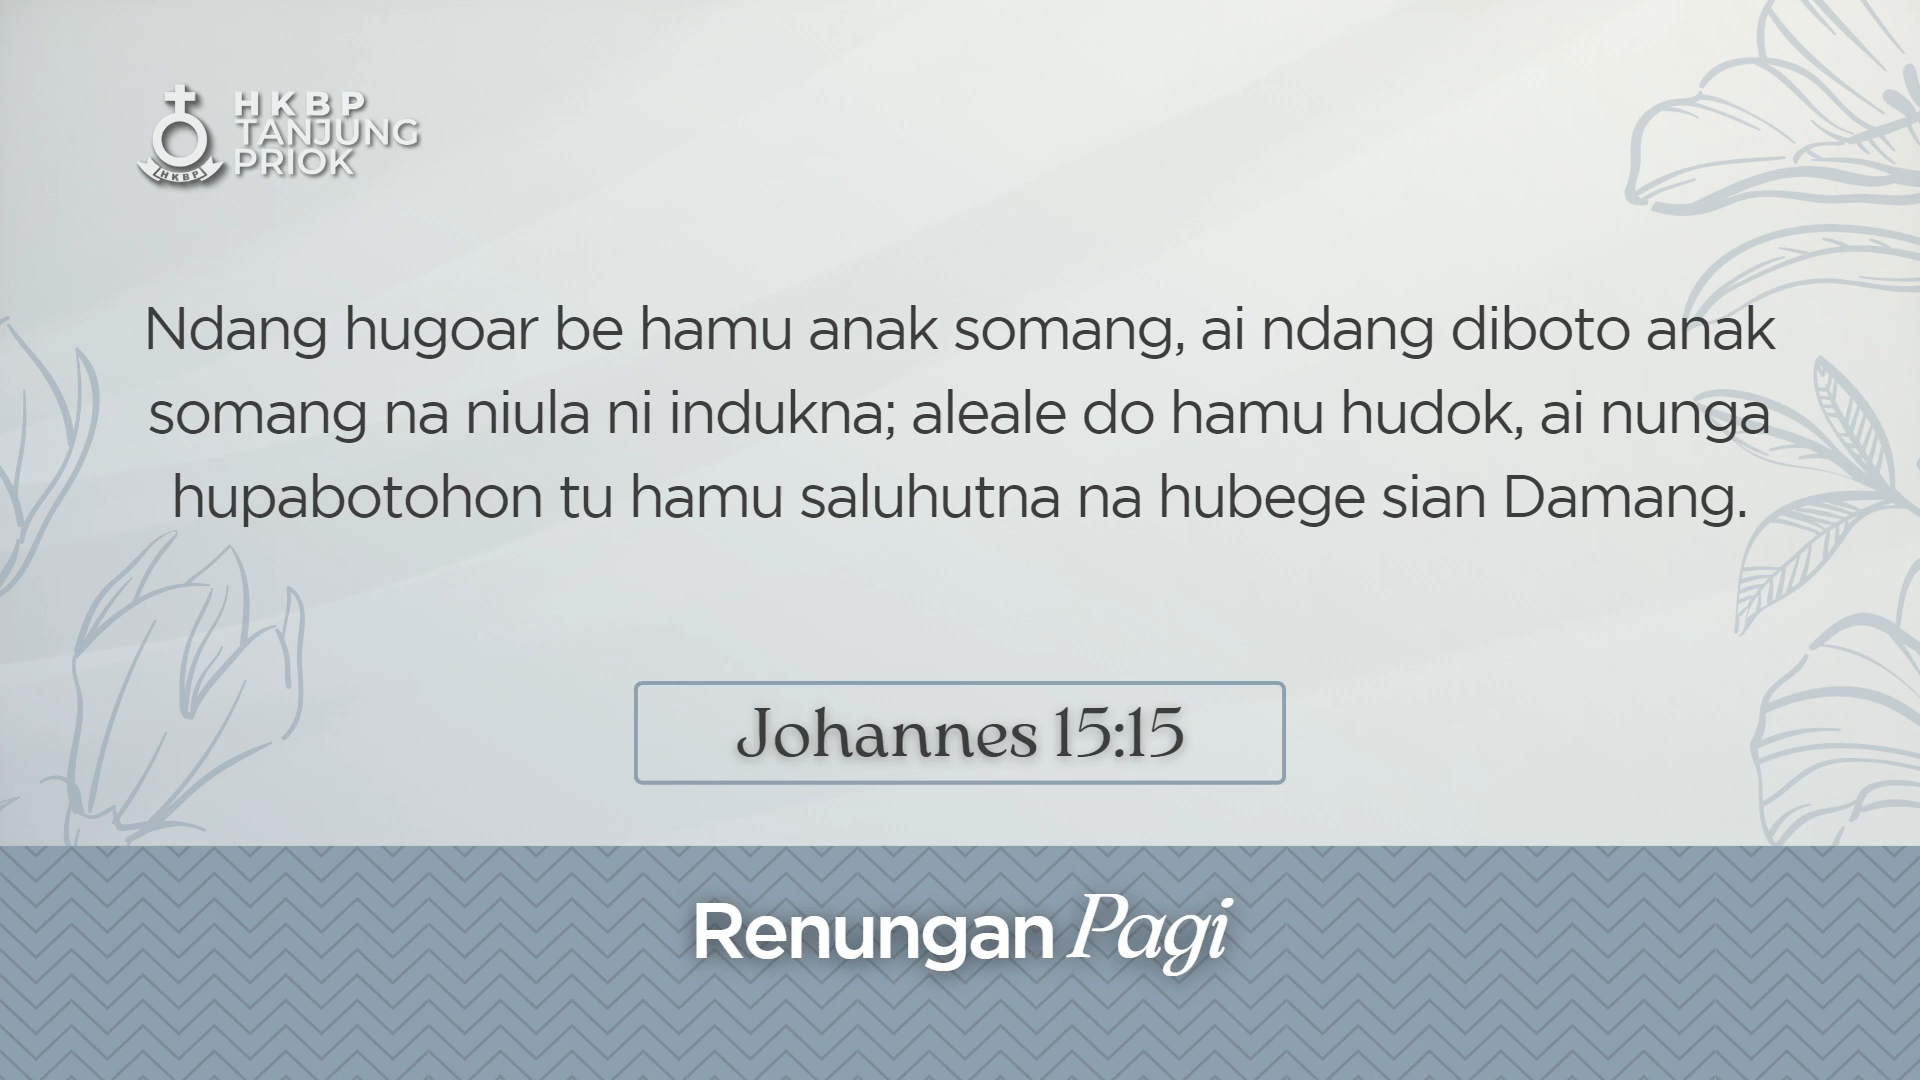 HKBP
TANJUNG
PRIOK
HKBP
Ndang hugoar be hamu anak somang, ai ndang diboto anak
somang na niula ni indukna; aleale do hamu hudok, ai nunga
hupabotohon tu hamu saluhutna na hubege sian Damang.
Johannes 15:15
Renungan Pagi